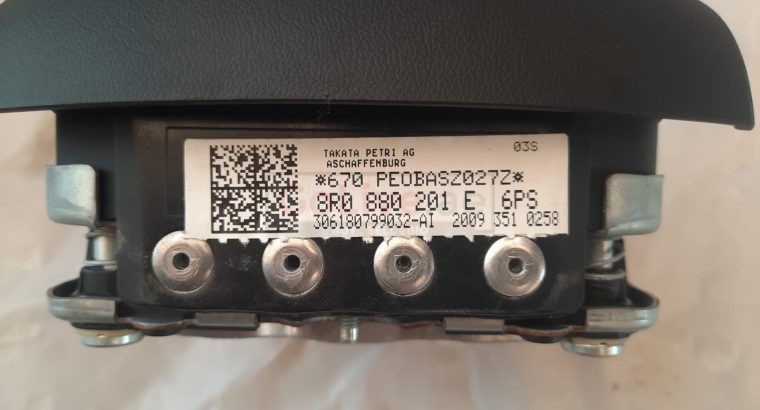 TAKATA PETRI AG
03S
ASCHAFFENBURG
*670 PEOBASZ027Z*
8R0 880 201 E 6PS
306180799032-AI 2009 351 0258